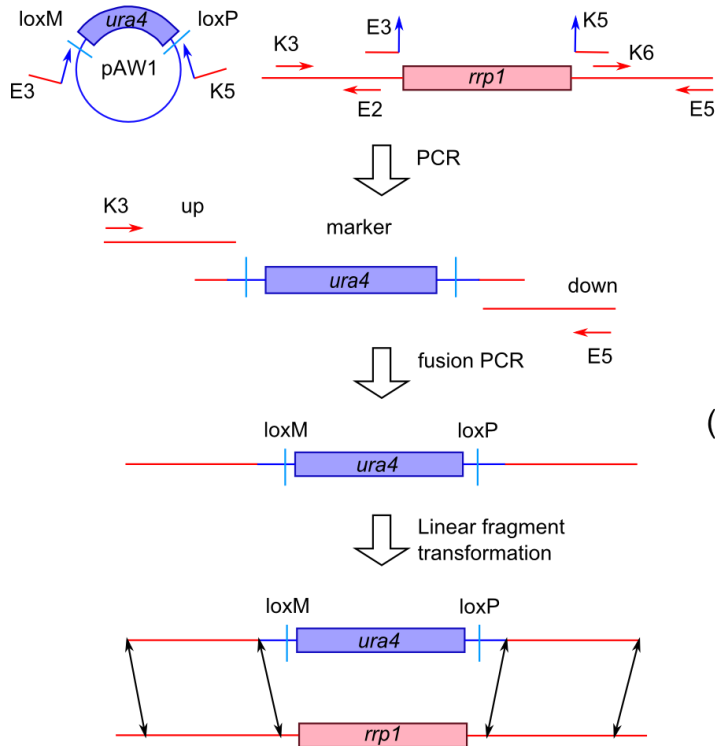 loxM
ura4
loxP
pAW1
E3
K5
E3
K5
K3
K6
rrp1
E2
E5
PCR
K3
up
marker
ura4
down
E5
fusion PCR
loxM
loxP
ura4
(
Linear fragment
transformation
loxM
loxP
ura4
rrp1